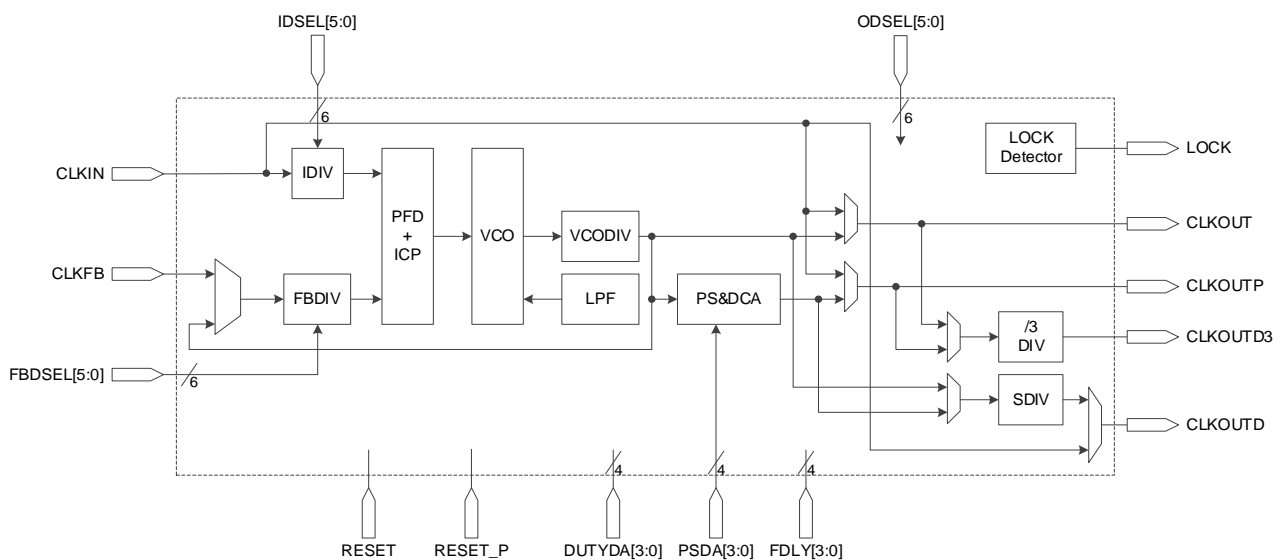 IDSEL[5:0]
ODSEL[5:0]
6
6
LOCK
Detector
LOCK
CLKIN
IDIV
PFD
+
ICP
VCO
VCODIV
CLKOUT
CLKFB
FBDIV
LPF
PS&DCA
CLKOUTP
/3
DIV
CLKOUTD3
FBDSEL[5:0]
6
SDIV
CLKOUTD
4
4
4
RESET
RESET_P
DUTYDA[3:0]
PSDA[3:0]
FDLY[3:0]